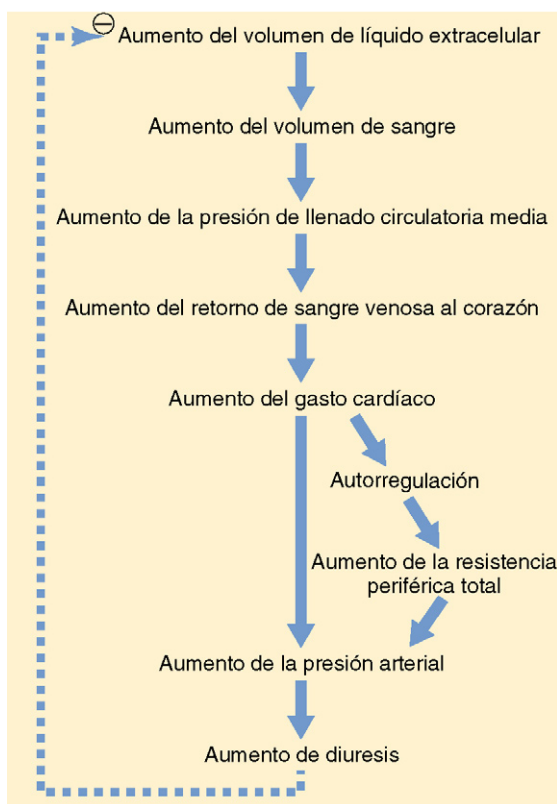 Aumento del volumen de líquido extracelular
Aumento del volumen de sangre
Aumento de la presión de llenado circulatoria media
Aumento del retorno de sangre venosa al corazón
Aumento del gasto cardíaco
Autorregulación
Aumento de la resistencia
periférica total
Aumento de la presión arterial
Aumento de diuresis